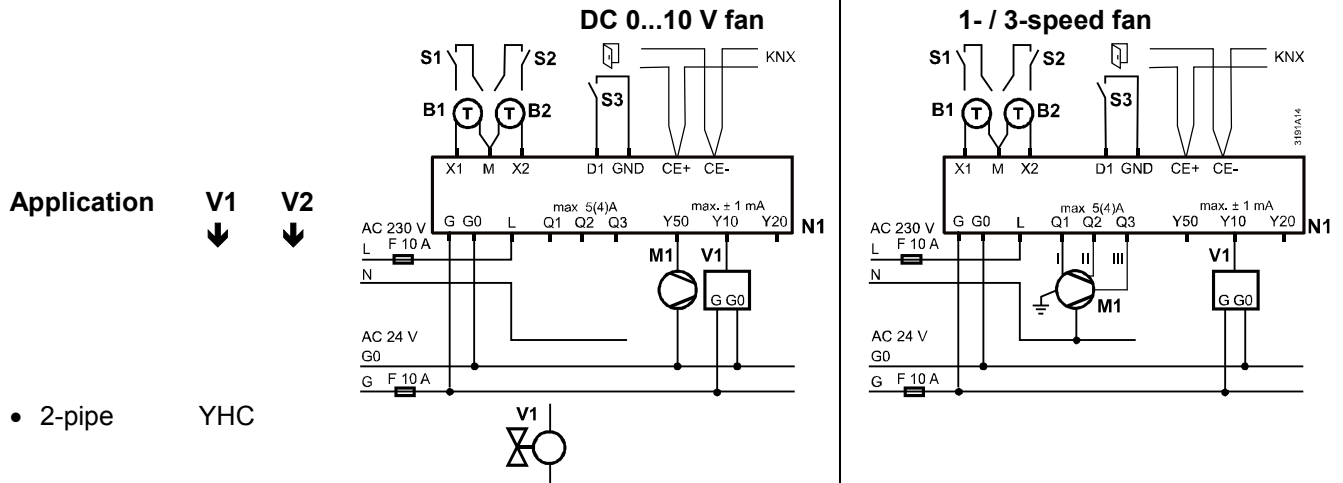 DC 0...10 V fan
1- / 3-speed fan
S1 S2 KNX
S3
B1 T T B2
X1 M X2 D1 GND CE+ CE-
max 5(4)A max. ± 1 mA
G G0 L Q1 Q2 Q3 Y50 Y10 Y20 N1
AC 230 V
L F 10 A
M1 V1
N
G G0
AC 24 V
G0
G F 10 A
V1
S1 S2 KNX
S3
B1 T T B2
3191A14
X1 M X2 D1 GND CE+ CE-
max 5(4)A max. ± 1 mA
G G0 L Q1 Q2 Q3 Y50 Y10 Y20 N1
AC 230 V
L F 10 A
I II III
V1
N
G G0
M1
AC 24 V
G0
G F 10 A
Application V1 V2
• 2-pipe YHC